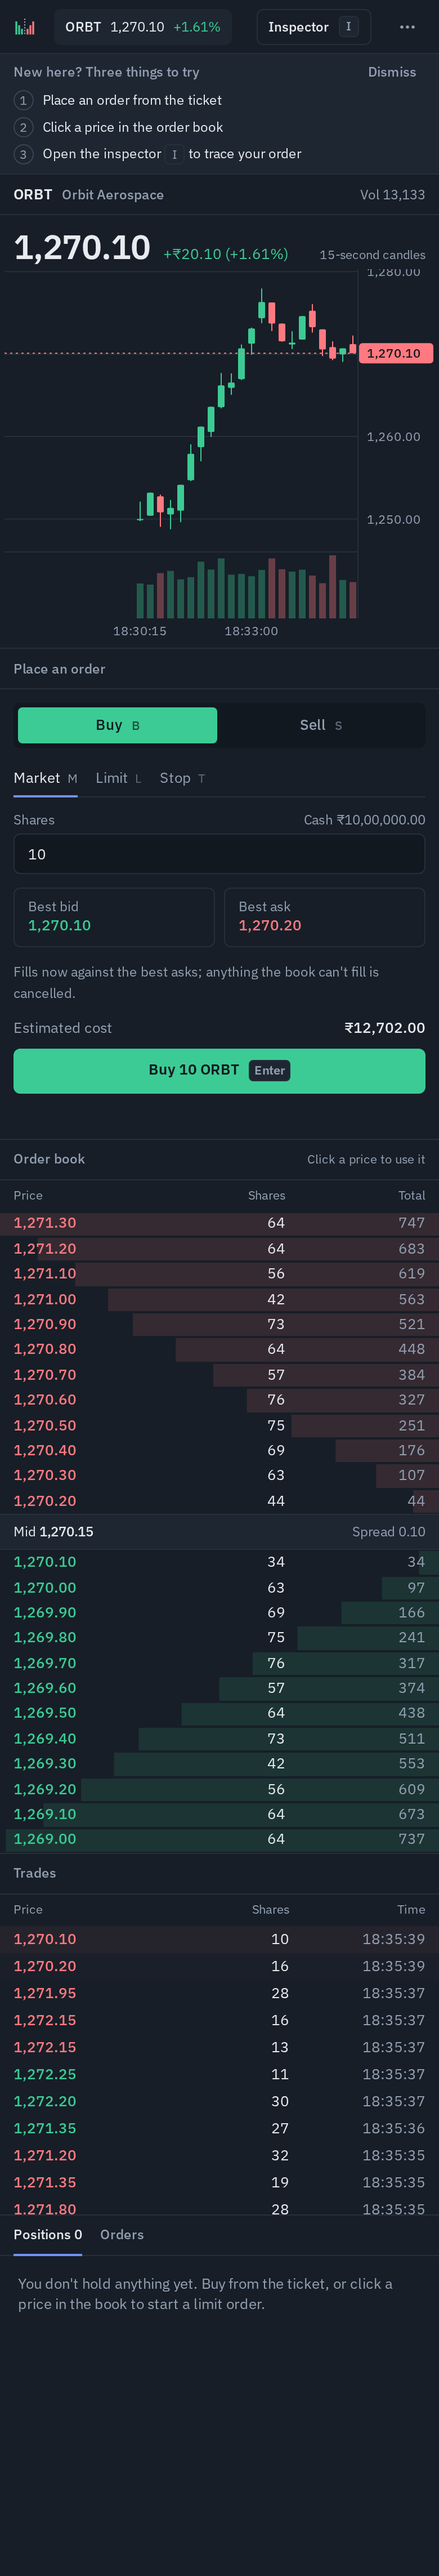 ORBT 1,270.10 +1.61% Inspector I
New here? Three things to try Dismiss
1 Place an order from the ticket
2 Click a price in the order book
3 Open the inspector I to trace your order
ORBT Orbit Aerospace Vol 13,133
1,270.10 +₹20.10 (+1.61%) 15-second candles
1,280.00
1,270.10
1,260.00
1,250.00
18:30:15 18:33:00
Place an order
Buy B Sell S
Market M Limit L Stop T
Shares Cash ₹10,00,000.00
10
Best bid Best ask
1,270.10 1,270.20
Fills now against the best asks; anything the book can't fill is
cancelled.
Estimated cost ₹12,702.00
Buy 10 ORBT Enter
Order book Click a price to use it
Price Shares Total
1,271.30 64 747
1,271.20 64 683
1,271.10 56 619
1,271.00 42 563
1,270.90 73 521
1,270.80 64 448
1,270.70 57 384
1,270.60 76 327
1,270.50 75 251
1,270.40 69 176
1,270.30 63 107
1,270.20 44 44
Mid 1,270.15 Spread 0.10
1,270.10 34 34
1,270.00 63 97
1,269.90 69 166
1,269.80 75 241
1,269.70 76 317
1,269.60 57 374
1,269.50 64 438
1,269.40 73 511
1,269.30 42 553
1,269.20 56 609
1,269.10 64 673
1,269.00 64 737
Trades
Price Shares Time
1,270.10 10 18:35:39
1,270.20 16 18:35:39
1,271.95 28 18:35:37
1,272.15 16 18:35:37
1,272.15 13 18:35:37
1,272.25 11 18:35:37
1,272.20 30 18:35:37
1,271.35 27 18:35:36
1,271.20 32 18:35:35
1,271.35 19 18:35:35
1,271.80 28 18:35:35
Positions 0 Orders
You don't hold anything yet. Buy from the ticket, or click a
price in the book to start a limit order.